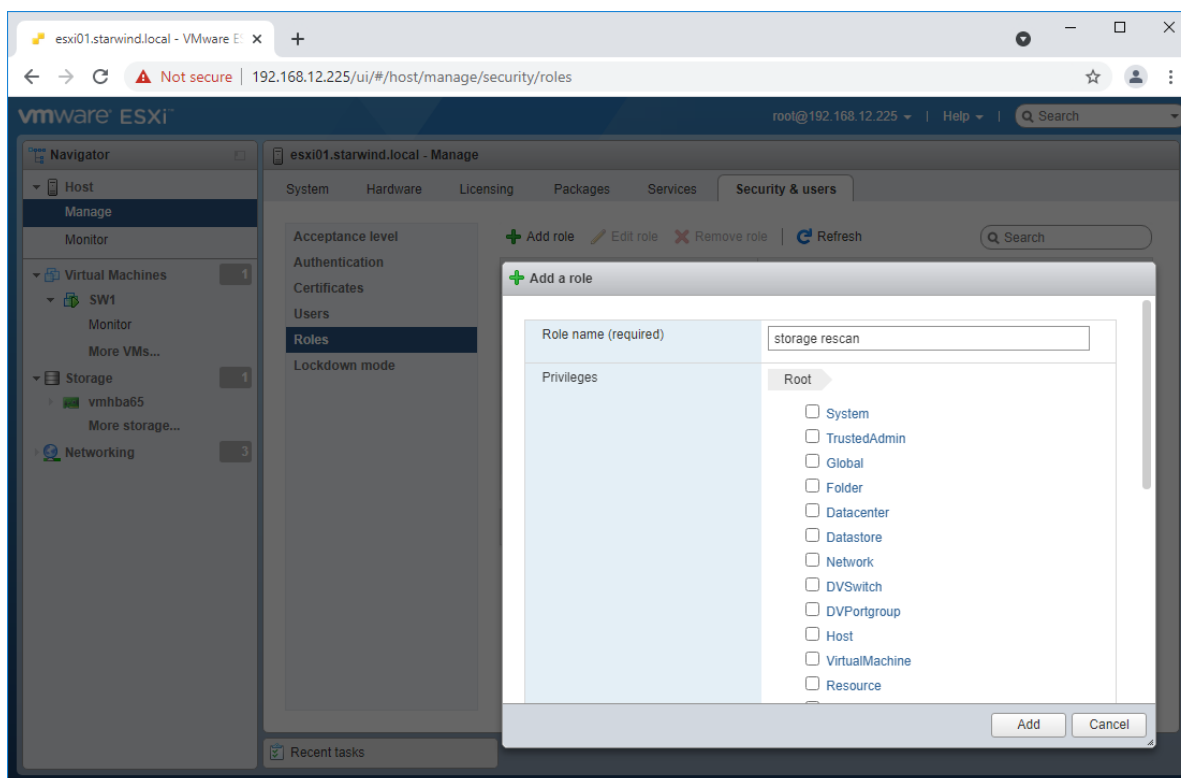 esxi01.starwind.local - VMware E
Not secure | 192.168.12.225/ui/#/host/manage/security/roles
vmware ESXi™
root@192.168.12.225 | Help | Search
Navigator
Host
Manage
Monitor
Virtual Machines 1
SW1
Monitor
More VMs...
Storage 1
vmhba65
More storage...
Networking 3
esxi01.starwind.local - Manage
System Hardware Licensing Packages Services Security & users
Acceptance level
Authentication
Certificates
Users
Roles
Lockdown mode
Add role Edit role Remove role | Refresh Search
Add a role
Role name (required) storage rescan
Privileges Root
System
TrustedAdmin
Global
Folder
Datacenter
Datastore
Network
DVSwitch
DVPortgroup
Host
VirtualMachine
Resource
Add Cancel
Recent tasks